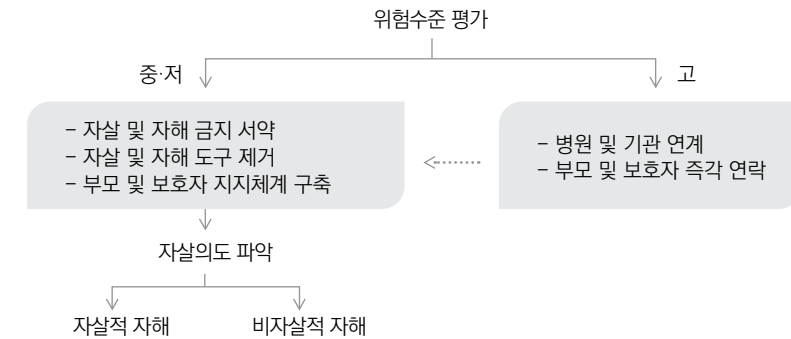 위험수준 평가
중·저
고
– 자살 및 자해 금지 서약
– 자살 및 자해 도구 제거
– 부모 및 보호자 지지체계 구축
– 병원 및 기관 연계
– 부모 및 보호자 즉각 연락
자살의도 파악
자살적 자해
비자살적 자해